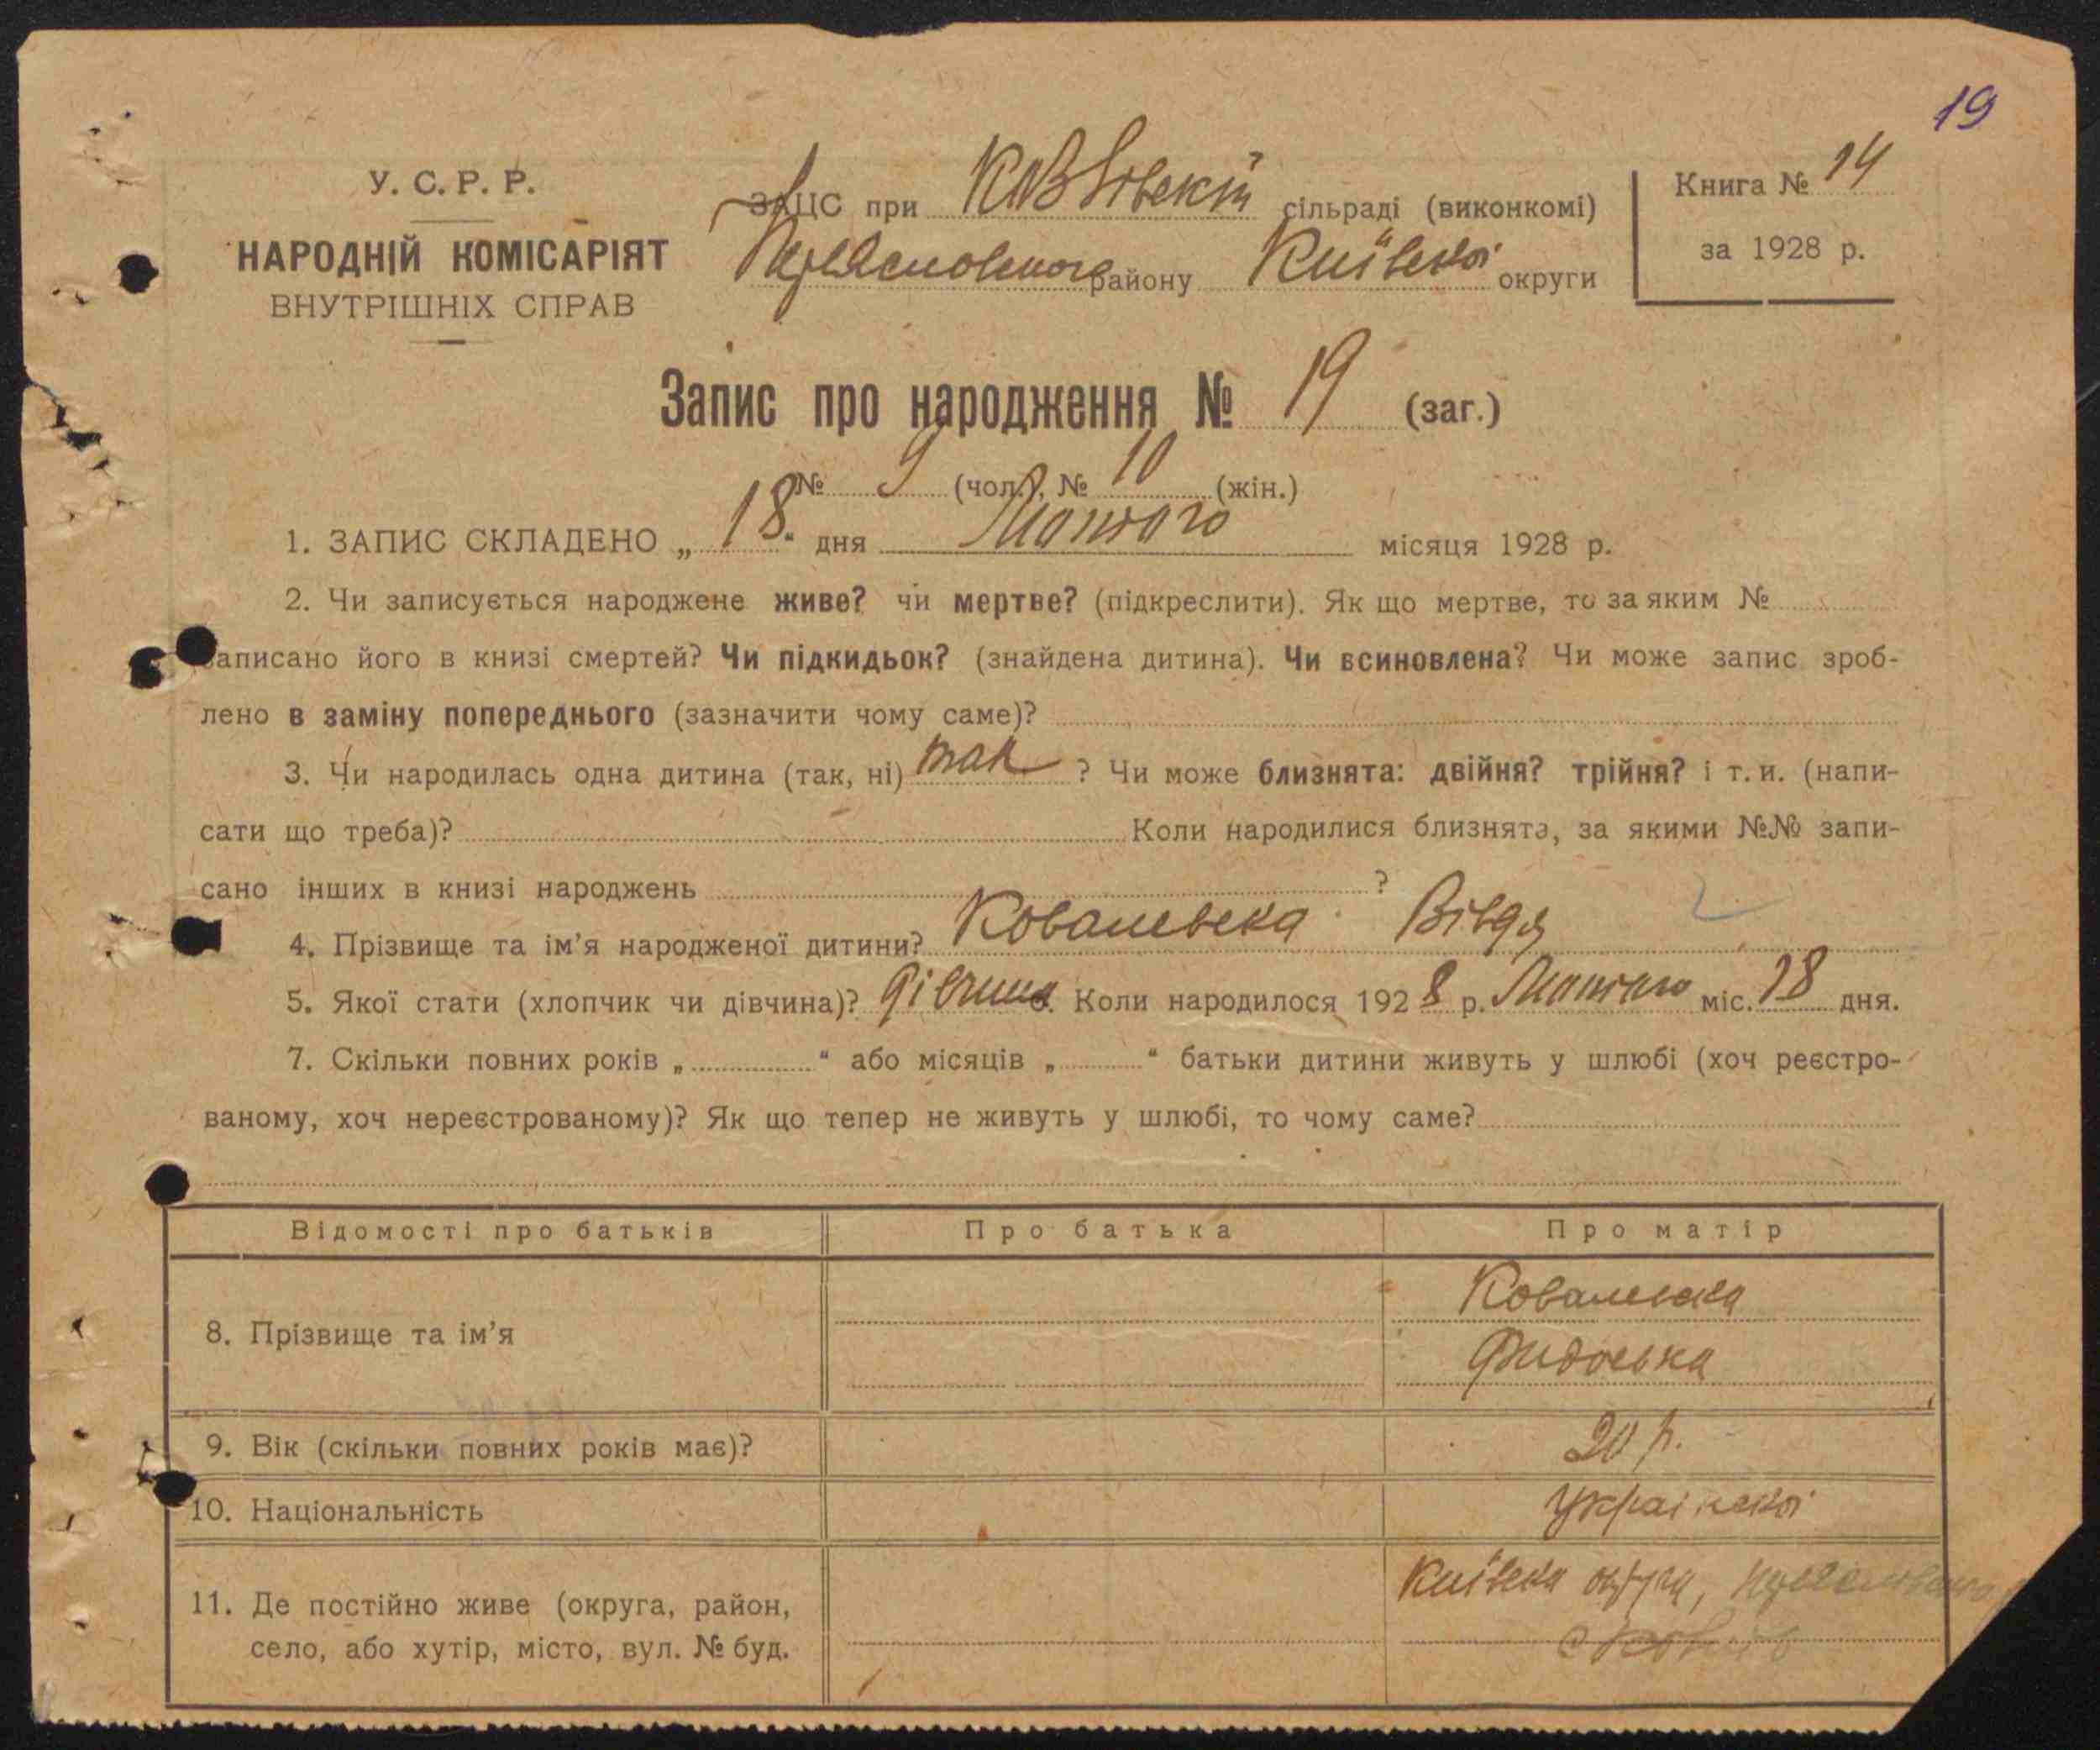 19
У. С. Р. Р.
НАРОДНІЙ КОМІСАРІЯТ
ВНУТРІШНІХ СПРАВ
ЗАЦС при сільраді (виконкомі)
району Київської округи
Книга № 14
за 1928 р.
Запис про народження № 19 (заг.)
№ 9 (чол.), № 10 (жін.)
1. ЗАПИС СКЛАДЕНО „ 18 “ дня Лютого місяця 1928 р.
2. Чи записується народжене живе? чи мертве? (підкреслити). Як що мертве, то за яким №
записано його в книзі смертей? Чи підкидьок? (знайдена дитина). Чи всиновлена? Чи може запис зроб-
лено в заміну попереднього (зазначити чому саме)?
3. Чи народилась одна дитина (так, ні) так ? Чи може близнята: двійня? трійня? і т. и. (напи-
сати що треба)? Коли народилися близнята, за якими №№ запи-
сано інших в книзі народжень ?
4. Прізвище та ім’я народженої дитини? Ковалевська Вівдя
5. Якої стати (хлопчик чи дівчина)? дівчина 6. Коли народилося 1928 р. Лютого міс. 18 дня.
7. Скільки повних років „ “ або місяців „ “ батьки дитини живуть у шлюбі (хоч реєстро-
ваному, хоч нереєстрованому)? Як що тепер не живуть у шлюбі, то чому саме?
Відомості про батьків Про батька Про матір
8. Прізвище та ім’я Ковалевська
9. Вік (скільки повних років має)? 20 р.
10. Національність
11. Де постійно живе (округа, район,
село, або хутір, місто, вул. № буд.
Київська округа,